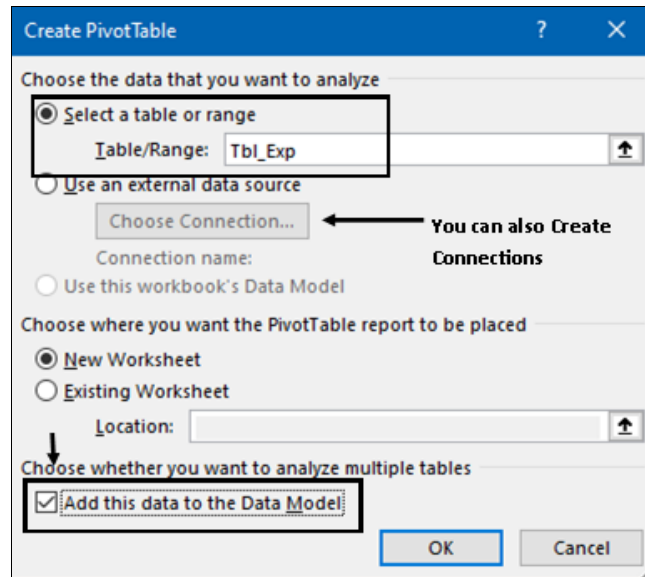 Create PivotTable ? ×
Choose the data that you want to analyze
Select a table or range
Table/Range: Tbl_Exp
Use an external data source
Choose Connection...
You can also Create
Connection name:
Connections
Use this workbook's Data Model
Choose where you want the PivotTable report to be placed
New Worksheet
Existing Worksheet
Location:
Choose whether you want to analyze multiple tables
Add this data to the Data Model
OK Cancel